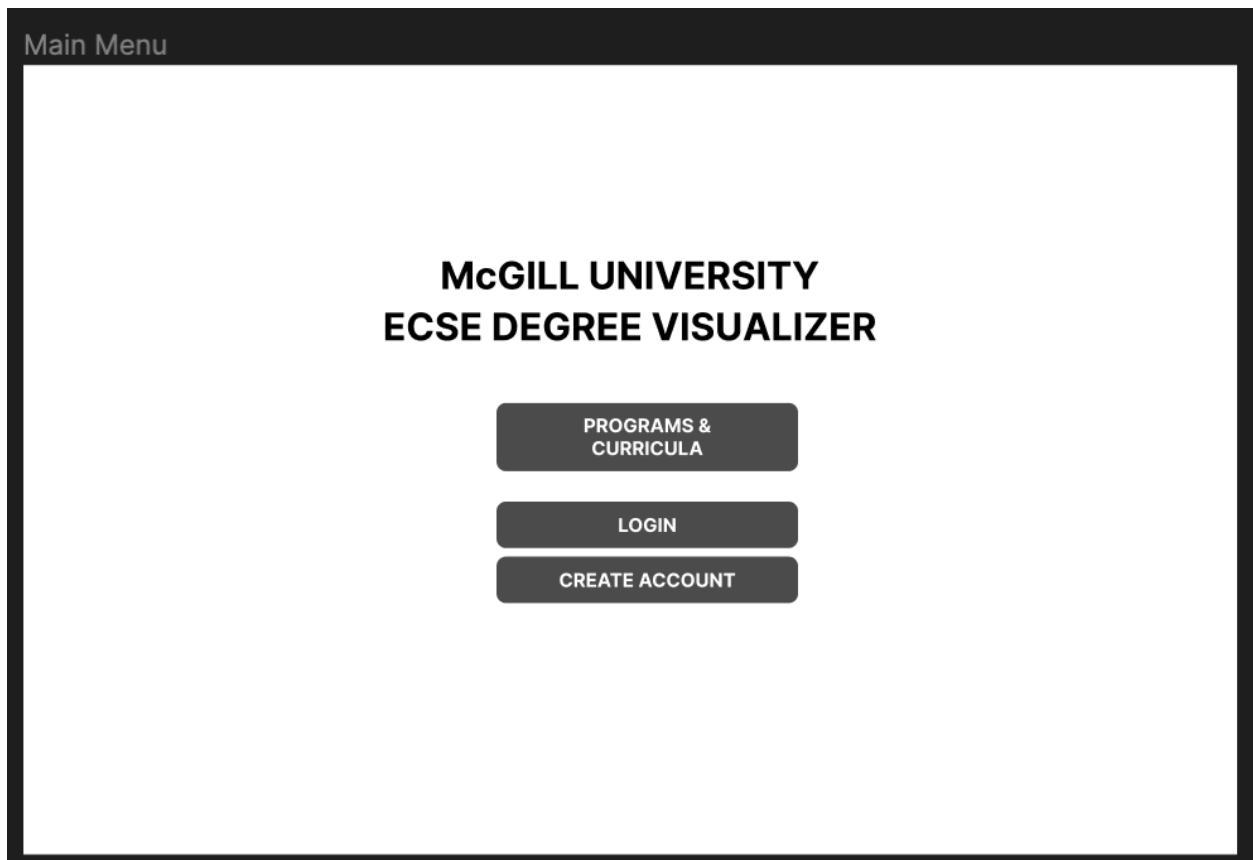 Main Menu
McGILL UNIVERSITY
ECSE DEGREE VISUALIZER
PROGRAMS &
CURRICULA
LOGIN
CREATE ACCOUNT